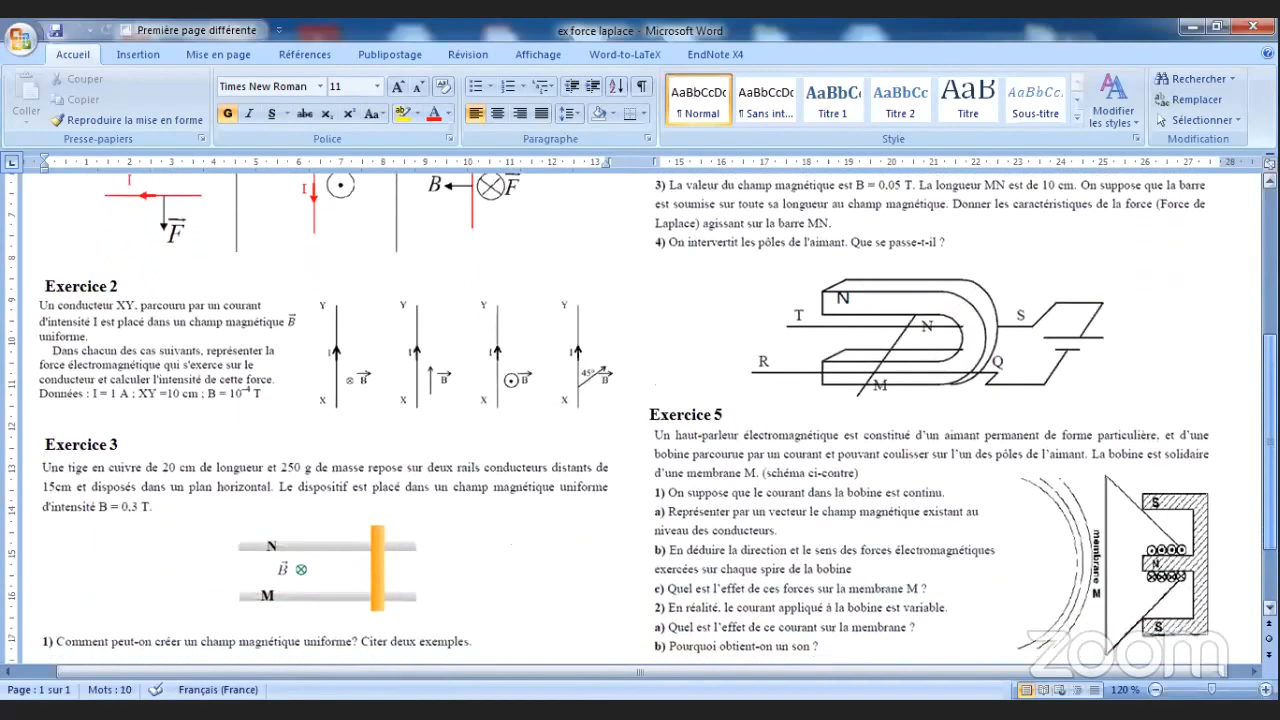 Première page différente
ex force laplace - Microsoft Word
Accueil
Insertion
Mise en page
Références
Publipostage
Révision
Affichage
Word-to-LaTeX
EndNote X4
Couper
Copier
Coller
Reproduire la mise en forme
Presse-papiers
Times New Roman
11
Police
Paragraphe
AaBbCcDc
¶ Normal
AaBbCcDc
¶ Sans int...
AaBbC
Titre 1
AaBbCc
Titre 2
AaB
Titre
AaBbCc.
Sous-titre
Style
Modifier
les styles
Rechercher
Remplacer
Sélectionner
Modification
I
F
I
B
F
Exercice 2
Un conducteur XY, parcouru par un courant
d'intensité I est placé dans un champ magnétique B
uniforme.
Dans chacun des cas suivants, représenter la
force électromagnétique qui s'exerce sur le
conducteur et calculer l'intensité de cette force.
Données : I = 1 A ; XY =10 cm ; B = 10⁻⁴ T
Y Y Y Y
I I I I
B B B 45° B
X X X X
Exercice 3
Une tige en cuivre de 20 cm de longueur et 250 g de masse repose sur deux rails conducteurs distants de
15cm et disposés dans un plan horizontal. Le dispositif est placé dans un champ magnétique uniforme
d'intensité B = 0.3 T.
N
B
M
1) Comment peut-on créer un champ magnétique uniforme? Citer deux exemples.
3) La valeur du champ magnétique est B = 0,05 T. La longueur MN est de 10 cm. On suppose que la barre
est soumise sur toute sa longueur au champ magnétique. Donner les caractéristiques de la force (Force de
Laplace) agissant sur la barre MN.
4) On intervertit les pôles de l'aimant. Que se passe-t-il ?
N
T
N
S
R
Q
M
Exercice 5
Un haut-parleur électromagnétique est constitué d'un aimant permanent de forme particulière, et d'une
bobine parcourue par un courant et pouvant coulisser sur l'un des pôles de l'aimant. La bobine est solidaire
d'une membrane M. (schéma ci-contre)
1) On suppose que le courant dans la bobine est continu.
a) Représenter par un vecteur le champ magnétique existant au
niveau des conducteurs.
b) En déduire la direction et le sens des forces électromagnétiques
exercées sur chaque spire de la bobine
c) Quel est l'effet de ces forces sur la membrane M ?
2) En réalité, le courant appliqué à la bobine est variable.
a) Quel est l'effet de ce courant sur la membrane ?
b) Pourquoi obtient-on un son ?
membrane M
S
N
S
zoom
Page : 1 sur 1
Mots : 10
Français (France)
120 %